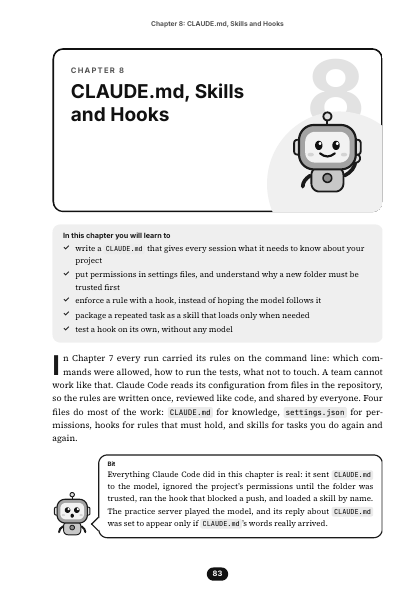 Chapter 8: CLAUDE.md, Skills and Hooks
CHAPTER 8
8
CLAUDE.md, Skills
and Hooks
In this chapter you will learn to
✓ write a CLAUDE.md that gives every session what it needs to know about your
project
✓ put permissions in settings files, and understand why a new folder must be
trusted first
✓ enforce a rule with a hook, instead of hoping the model follows it
✓ package a repeated task as a skill that loads only when needed
✓ test a hook on its own, without any model
In Chapter 7 every run carried its rules on the command line: which com-
mands were allowed, how to run the tests, what not to touch. A team cannot
work like that. Claude Code reads its configuration from files in the repository,
so the rules are written once, reviewed like code, and shared by everyone. Four
files do most of the work: CLAUDE.md for knowledge, settings.json for per-
missions, hooks for rules that must hold, and skills for tasks you do again and
again.
Bit
Everything Claude Code did in this chapter is real: it sent CLAUDE.md
to the model, ignored the project's permissions until the folder was
trusted, ran the hook that blocked a push, and loaded a skill by name.
The practice server played the model, and its reply about CLAUDE.md
was set to appear only if CLAUDE.md's words really arrived.
83